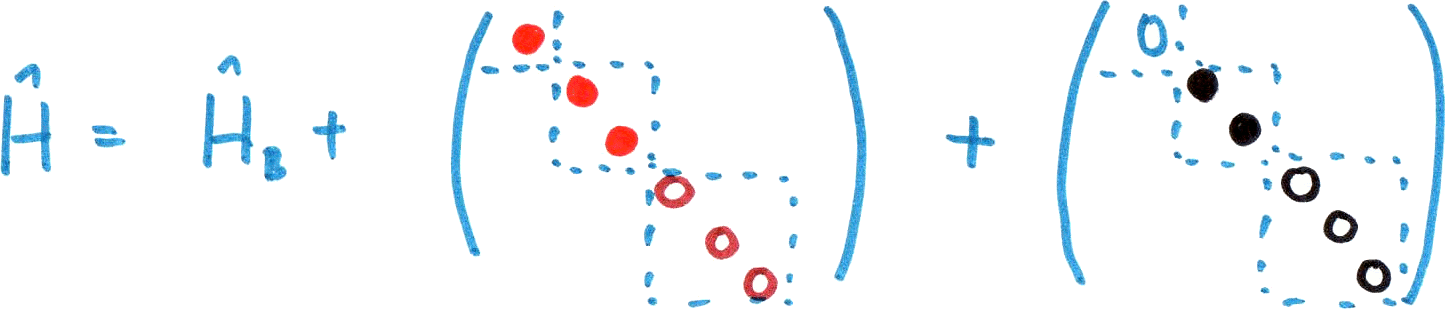 Ĥ = Ĥ_B + ( ) + ( 0 )